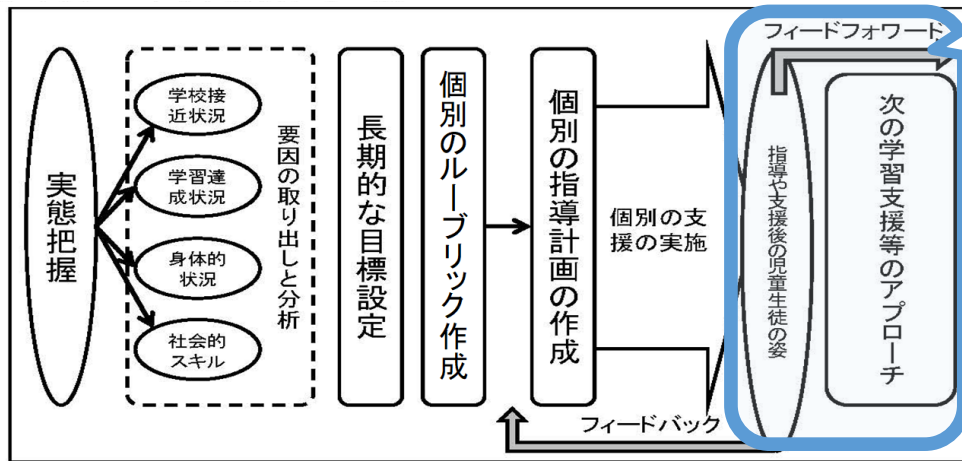 実態把握
学校接
近状況
学習達
成状況
身体的
状況
社会的
スキル
要因の取り出しと分析
長期的な目標設定
個別のルーブリック作成
個別の指導計画の作成
個別の支
援の実施
フィードバック
フィードフォワード
指導や支援後の児童生徒の姿
次の学習支援等のアプローチ